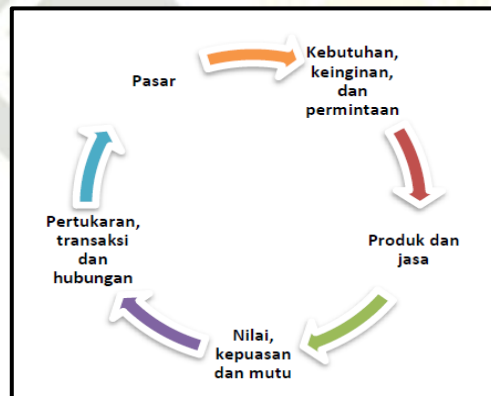 Pasar
Kebutuhan,
keinginan,
dan
permintaan
Produk dan
jasa
Nilai,
kepuasan
dan mutu
Pertukaran,
transaksi
dan
hubungan